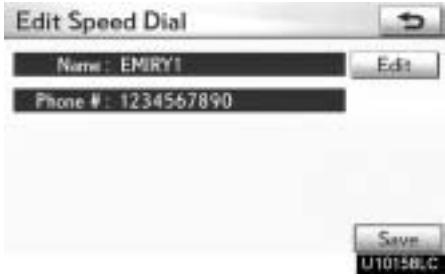 Edit Speed Dial
Name : EMIRY1
Edit
Phone # : 1234567890
Save
U10158LC